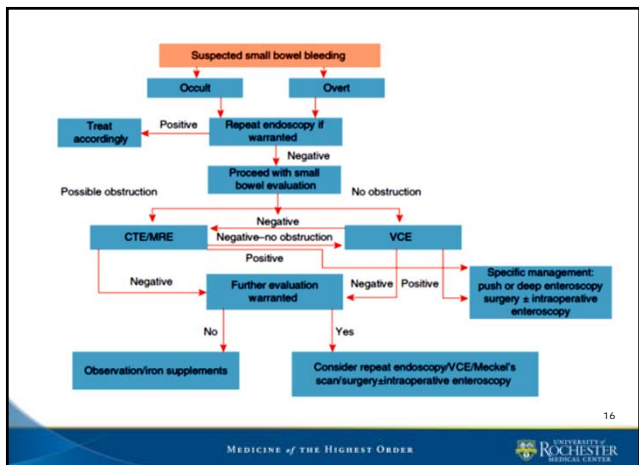 Suspected small bowel bleeding
Occult
Overt
Treat
accordingly
Positive
Repeat endoscopy if
warranted
Negative
Proceed with small
bowel evaluation
Possible obstruction
No obstruction
CTE/MRE
Negative
Negative–no obstruction
VCE
Positive
Specific management:
push or deep enteroscopy
surgery ± intraoperative
enteroscopy
Negative
Further evaluation
warranted
Negative
Positive
No
Yes
Observation/iron supplements
Consider repeat endoscopy/VCE/Meckel's
scan/surgery±intraoperative enteroscopy
16
MEDICINE of THE HIGHEST ORDER
UNIVERSITY of
ROCHESTER
MEDICAL CENTER